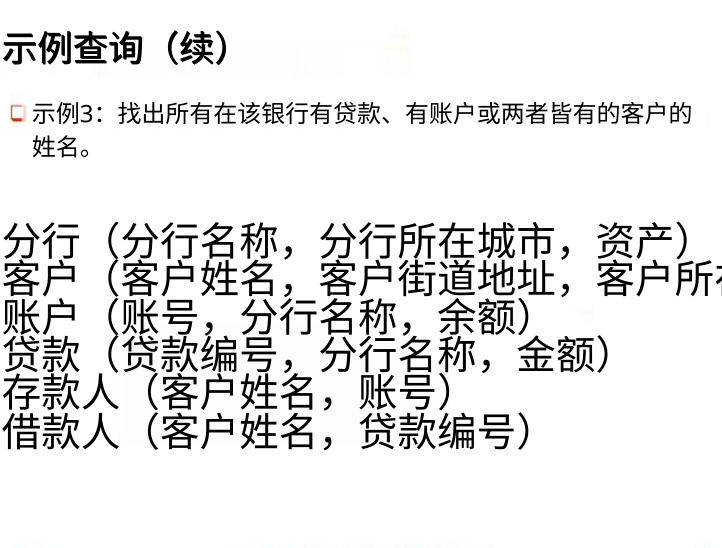 示例查询（续）
示例3：找出所有在该银行有贷款、有账户或两者皆有的客户的
姓名。
分行（分行名称，分行所在城市，资产）
客户（客户姓名，客户街道地址，客户所在
账户（账号，分行名称，余额）
贷款（贷款编号，分行名称，金额）
存款人（客户姓名，账号）
借款人（客户姓名，贷款编号）